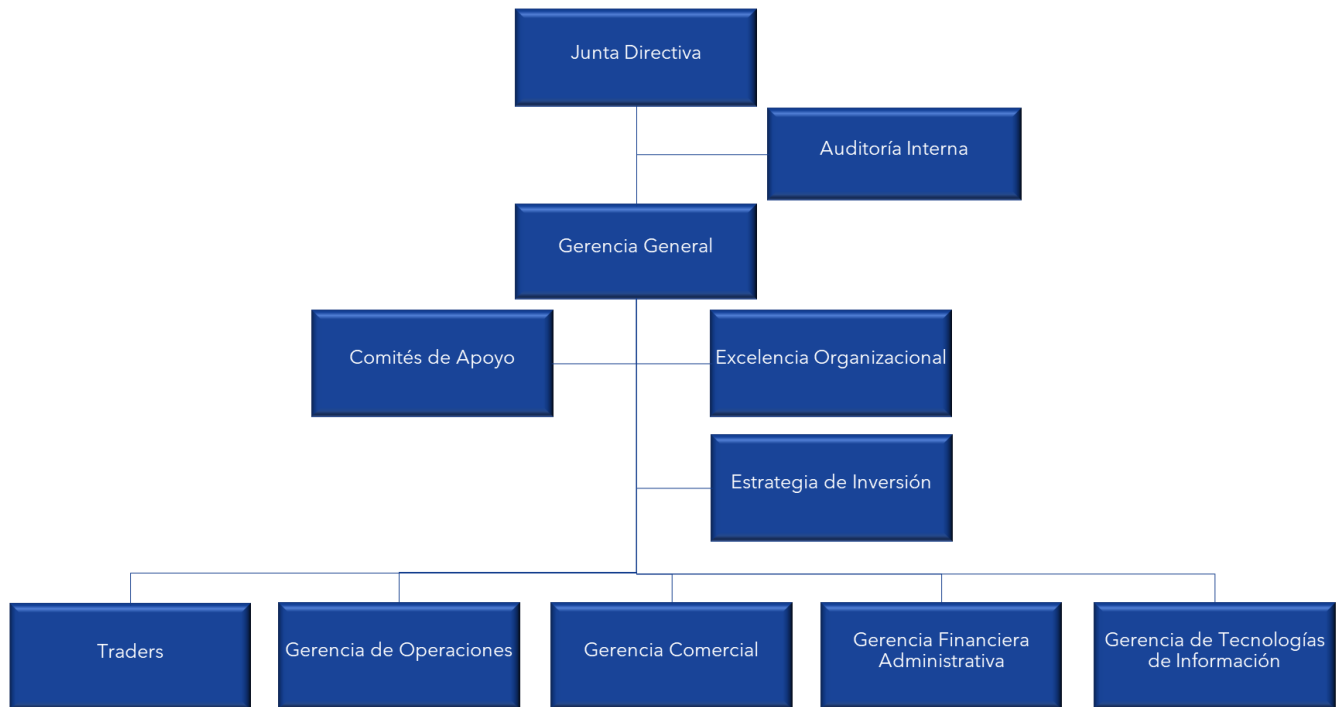 Junta Directiva
Auditoría Interna
Gerencia General
Comités de Apoyo
Excelencia Organizacional
Estrategia de Inversión
Traders
Gerencia de Operaciones
Gerencia Comercial
Gerencia Financiera
Administrativa
Gerencia de Tecnologías
de Información